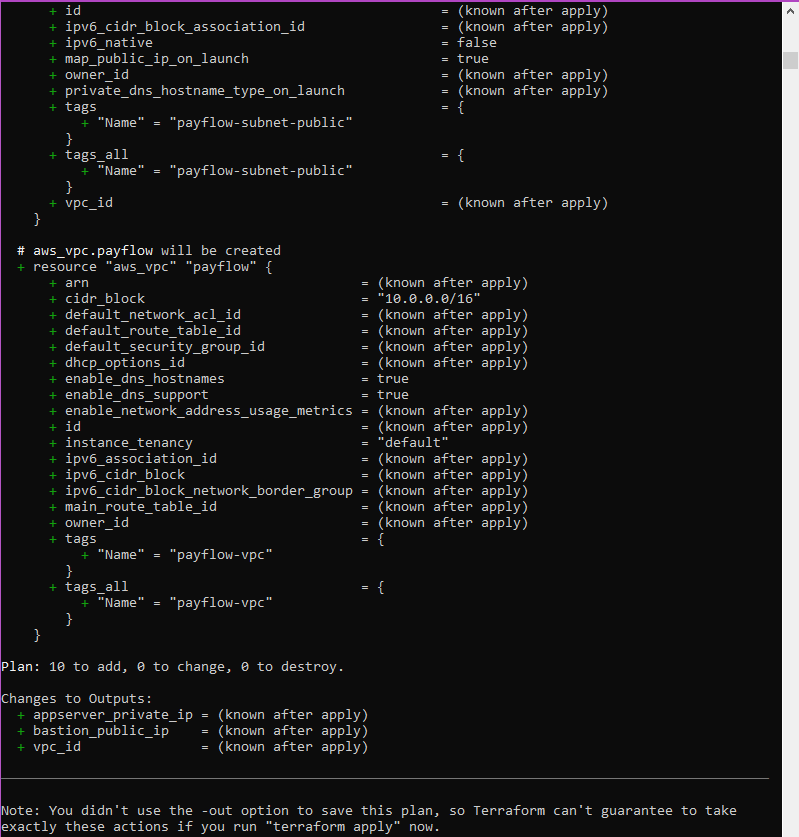 + id                                             = (known after apply)
      + ipv6_cidr_block_association_id                 = (known after apply)
      + ipv6_native                                    = false
      + map_public_ip_on_launch                        = true
      + owner_id                                       = (known after apply)
      + private_dns_hostname_type_on_launch            = (known after apply)
      + tags                                           = {
          + "Name" = "payflow-subnet-public"
        }
      + tags_all                                       = {
          + "Name" = "payflow-subnet-public"
        }
      + vpc_id                                         = (known after apply)
    }

  # aws_vpc.payflow will be created
  + resource "aws_vpc" "payflow" {
      + arn                                  = (known after apply)
      + cidr_block                           = "10.0.0.0/16"
      + default_network_acl_id               = (known after apply)
      + default_route_table_id               = (known after apply)
      + default_security_group_id            = (known after apply)
      + dhcp_options_id                      = (known after apply)
      + enable_dns_hostnames                 = true
      + enable_dns_support                   = true
      + enable_network_address_usage_metrics = (known after apply)
      + id                                   = (known after apply)
      + instance_tenancy                     = "default"
      + ipv6_association_id                  = (known after apply)
      + ipv6_cidr_block                      = (known after apply)
      + ipv6_cidr_block_network_border_group = (known after apply)
      + main_route_table_id                  = (known after apply)
      + owner_id                             = (known after apply)
      + tags                                 = {
          + "Name" = "payflow-vpc"
        }
      + tags_all                             = {
          + "Name" = "payflow-vpc"
        }
    }

Plan: 10 to add, 0 to change, 0 to destroy.

Changes to Outputs:
  + appserver_private_ip = (known after apply)
  + bastion_public_ip    = (known after apply)
  + vpc_id               = (known after apply)

Note: You didn't use the -out option to save this plan, so Terraform can't guarantee to take
exactly these actions if you run "terraform apply" now.